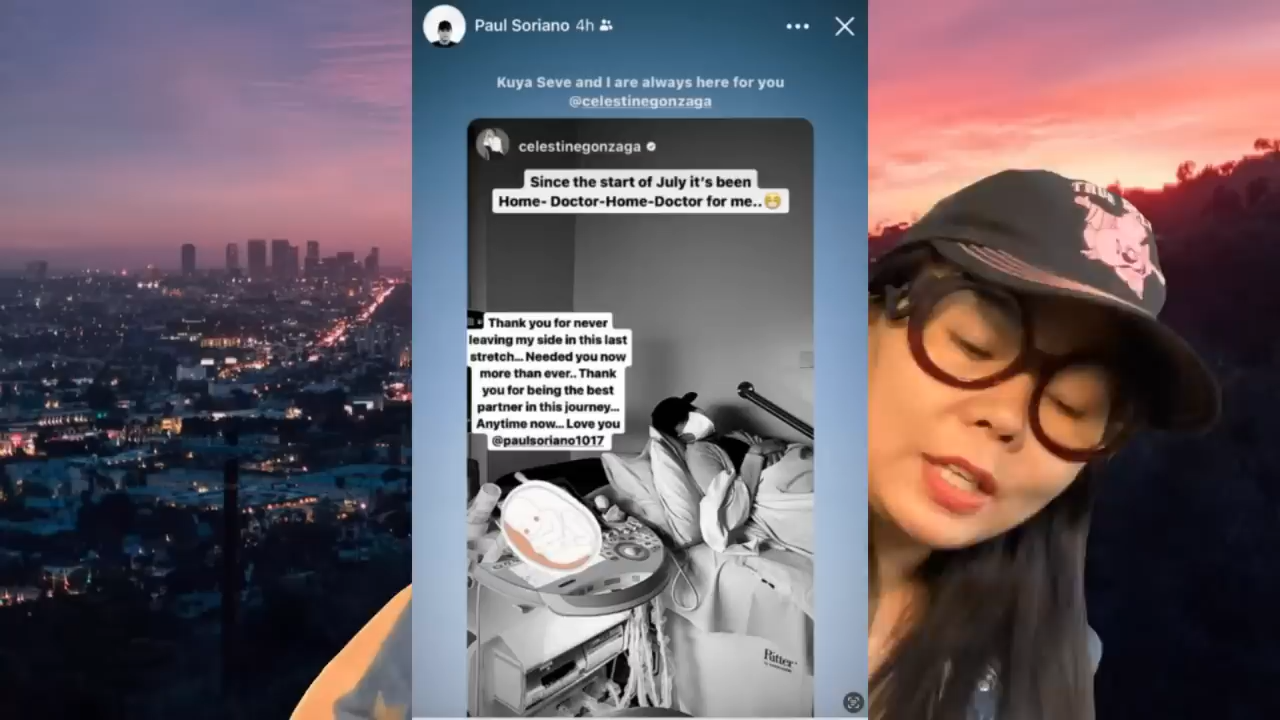 Paul Soriano 4h
Kuya Seve and I are always here for you
@celestinegonzaga
celestinegonzaga
Since the start of July it's been
Home- Doctor-Home-Doctor for me..😁
Thank you for never
leaving my side in this last
stretch... Needed you now
more than ever.. Thank
you for being the best
partner in this journey...
Anytime now... Love you
@paulsoriano1017
Ritter